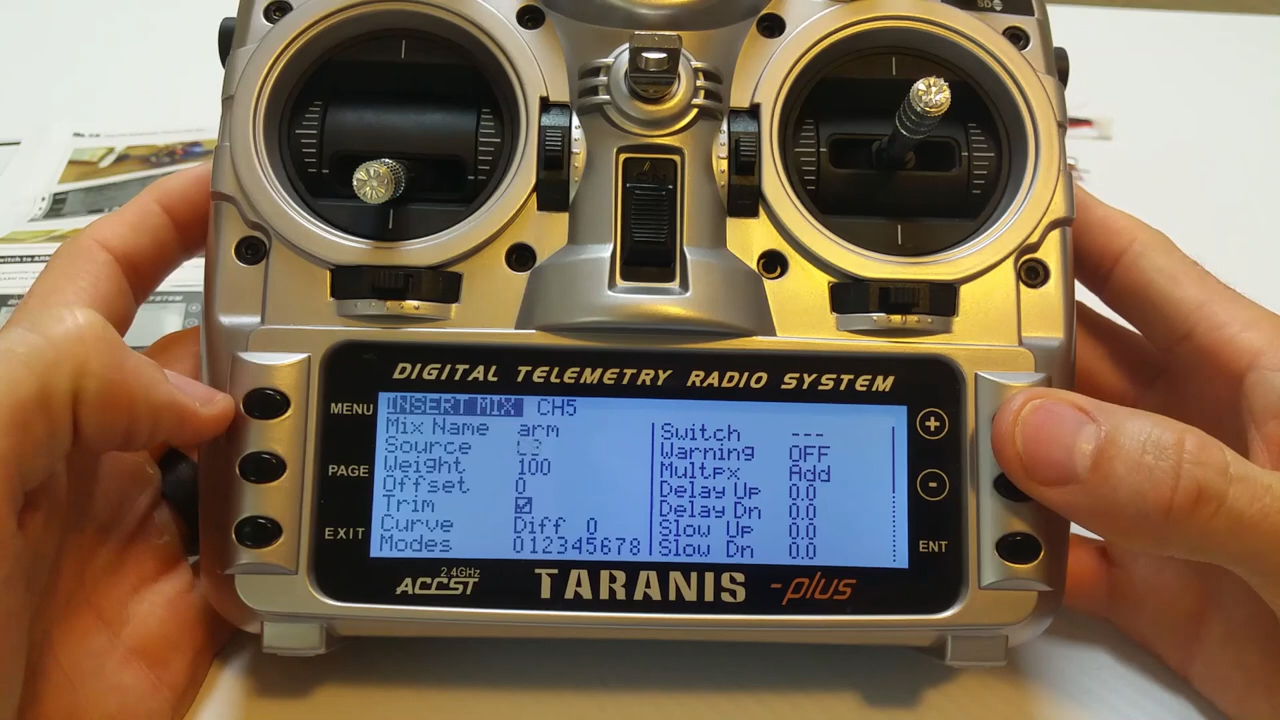 SD
ON
DIGITAL TELEMETRY RADIO SYSTEM
MENU
PAGE
EXIT
INSERT MIX CH5
Mix Name arm
Source
Weight 100
Offset 0
Trim
Curve Diff 0
Modes 012345678
Switch ---
Warning OFF
Multpx Add
Delay Up 0.0
Delay Dn 0.0
Slow Up 0.0
Slow Dn 0.0
+
-
ENT
2.4GHz
ACCST
TARANIS -plus